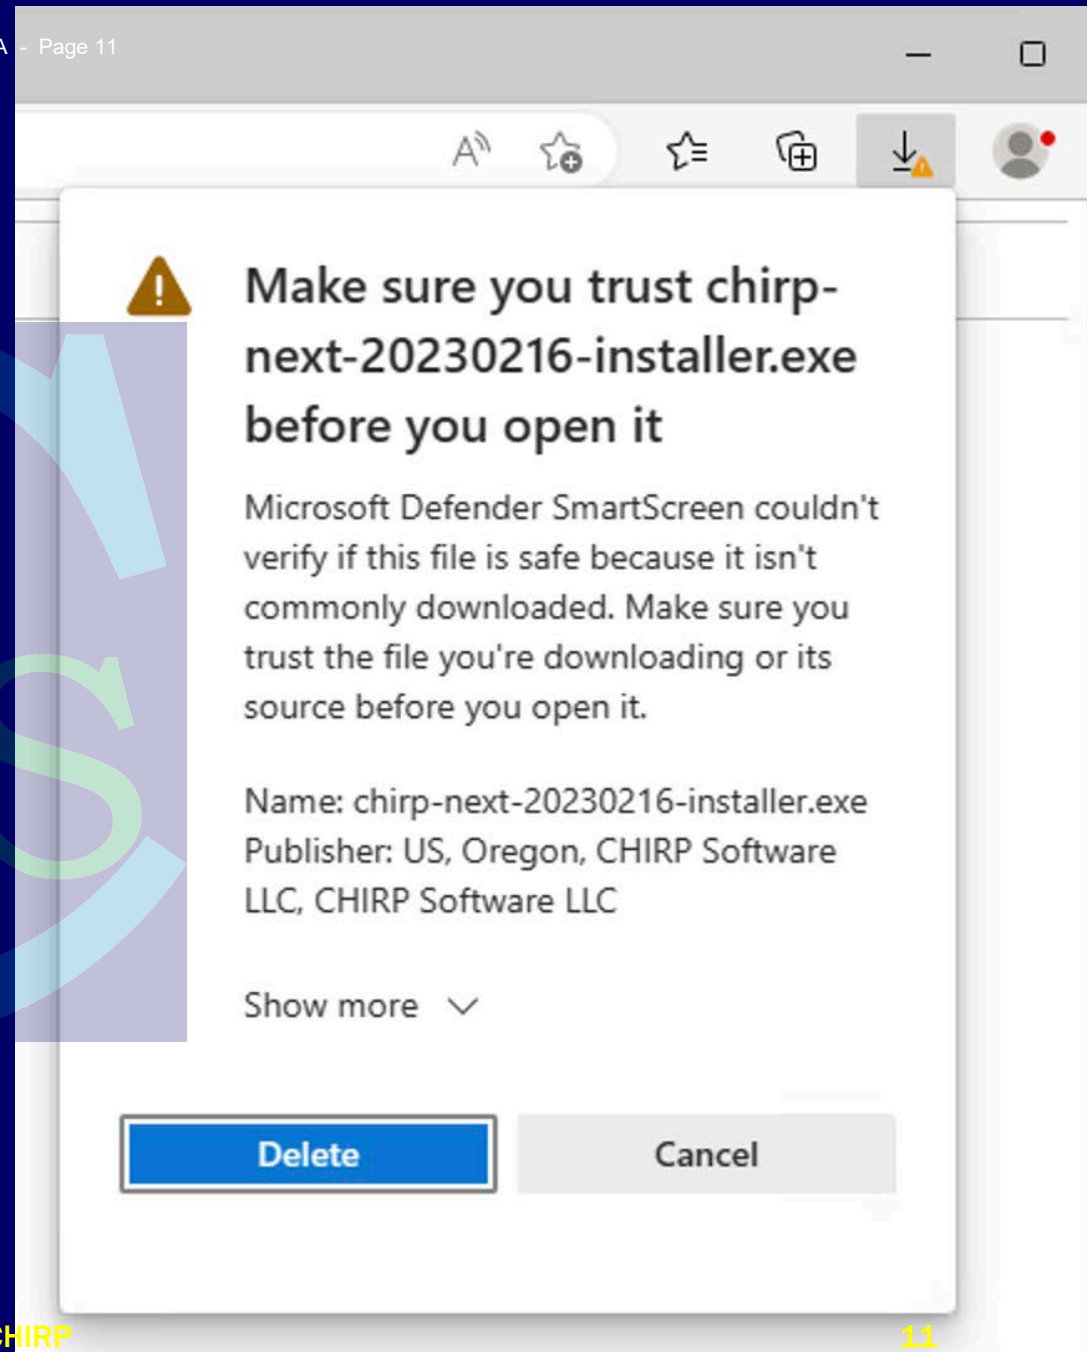 A - Page 11
Make sure you trust chirp-
next-20230216-installer.exe
before you open it
Microsoft Defender SmartScreen couldn't
verify if this file is safe because it isn't
commonly downloaded. Make sure you
trust the file you're downloading or its
source before you open it.
Name: chirp-next-20230216-installer.exe
Publisher: US, Oregon, CHIRP Software
LLC, CHIRP Software LLC
Show more
Delete Cancel
CHIRP 11